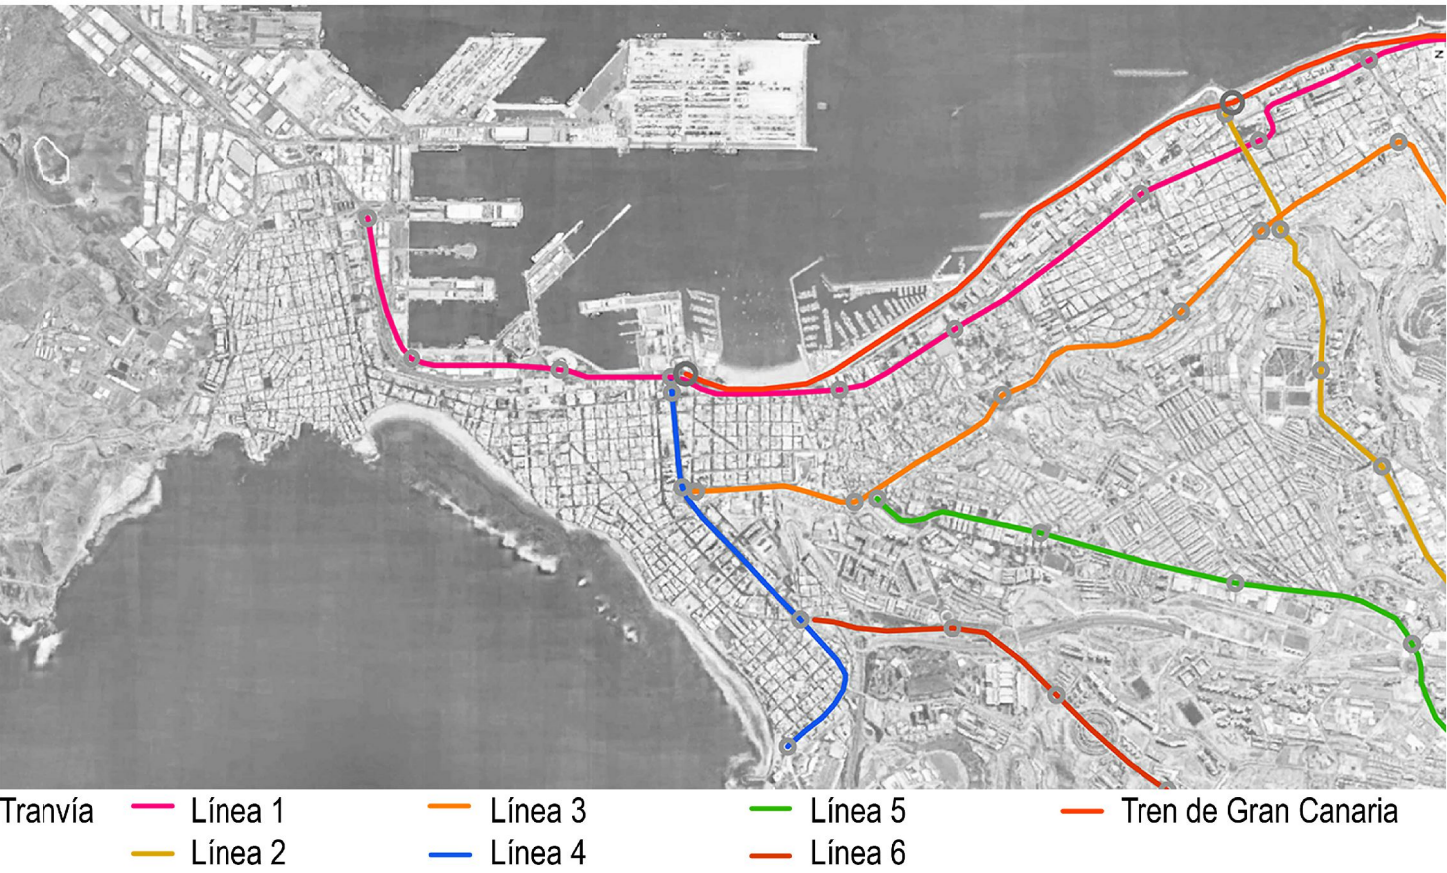 Z
Tranvía
Línea 1
Línea 2
Línea 3
Línea 4
Línea 5
Línea 6
Tren de Gran Canaria